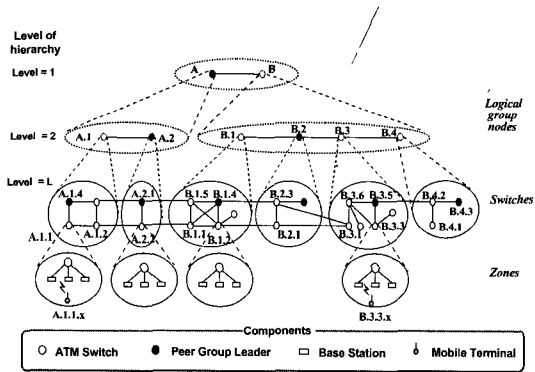 Level of
hierarchy
Level = 1
A
B
Logical
group
nodes
Level = 2
A.1
A.2
B.1
B.2
B.3
B.4
Level = L
Switches
A.1.4
A.2.1
B.1.5
B.1.4
B.2.3
B.3.6
B.3.5
B.4.2
B.4.3
A.1.1
A.1.2
A.2.2
B.1.1
B.1.2
B.2.1
B.3.1
B.3.3
B.4.1
Zones
A.1.1.x
B.3.3.x
Components
ATM Switch
Peer Group Leader
Base Station
Mobile Terminal